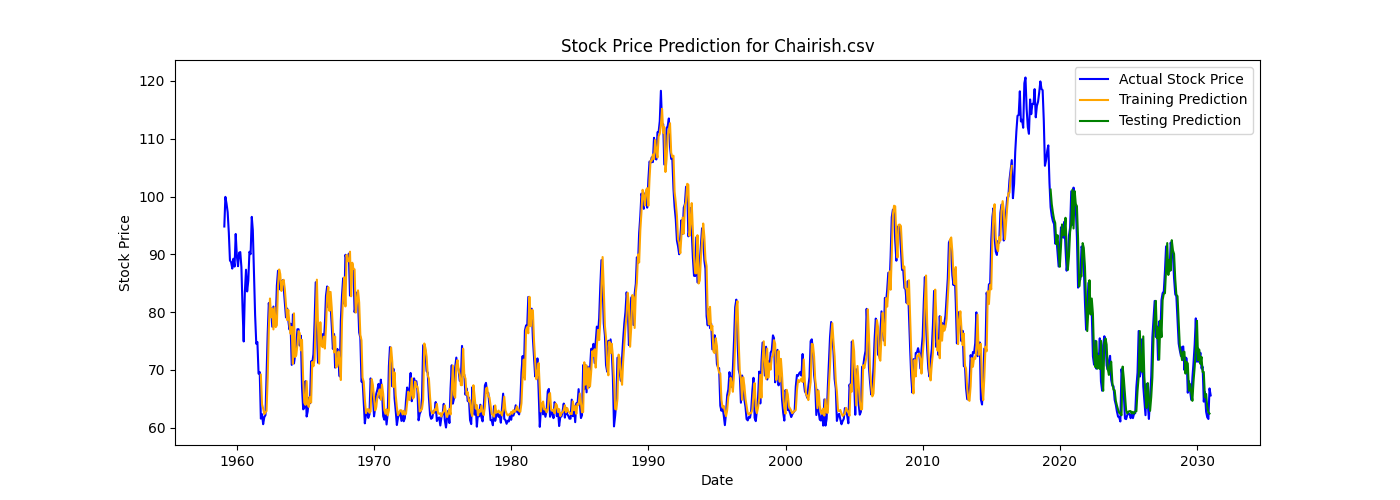 Stock Price Prediction for Chairish.csv
Actual Stock Price
Training Prediction
Testing Prediction
Stock Price
120
110
100
90
80
70
60
1960 1970 1980 1990 2000 2010 2020 2030
Date